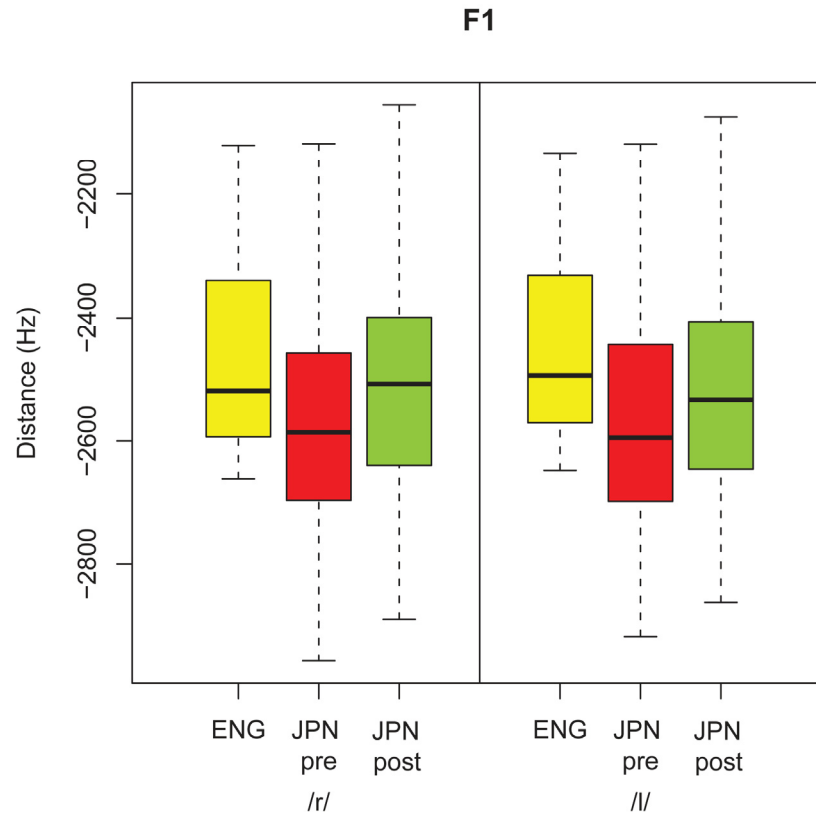 F1
Distance (Hz)
−2200
−2400
−2600
−2800
ENG
JPN pre
JPN post
/r/
ENG
JPN pre
JPN post
/l/